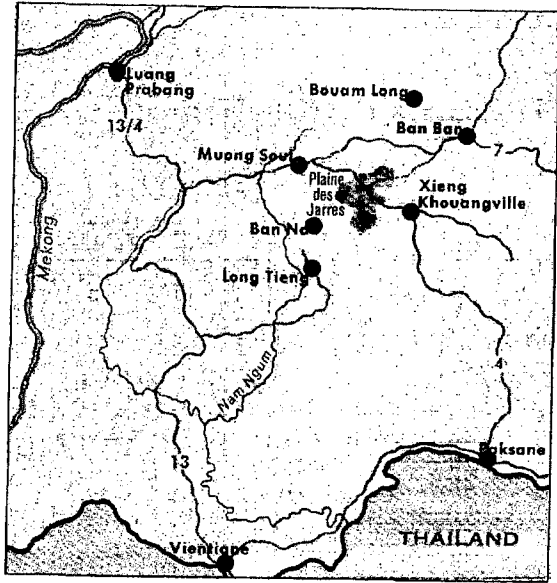 Luang
Prabang
13/4
Bouam Long
Ban Ban
7
Muong Soui
Plaine
des
Jarres
Xieng
Khouangville
Ban Na
Long Tieng
Mekong
Nam Ngum
4
13
Paksane
THAILAND
Vientiane